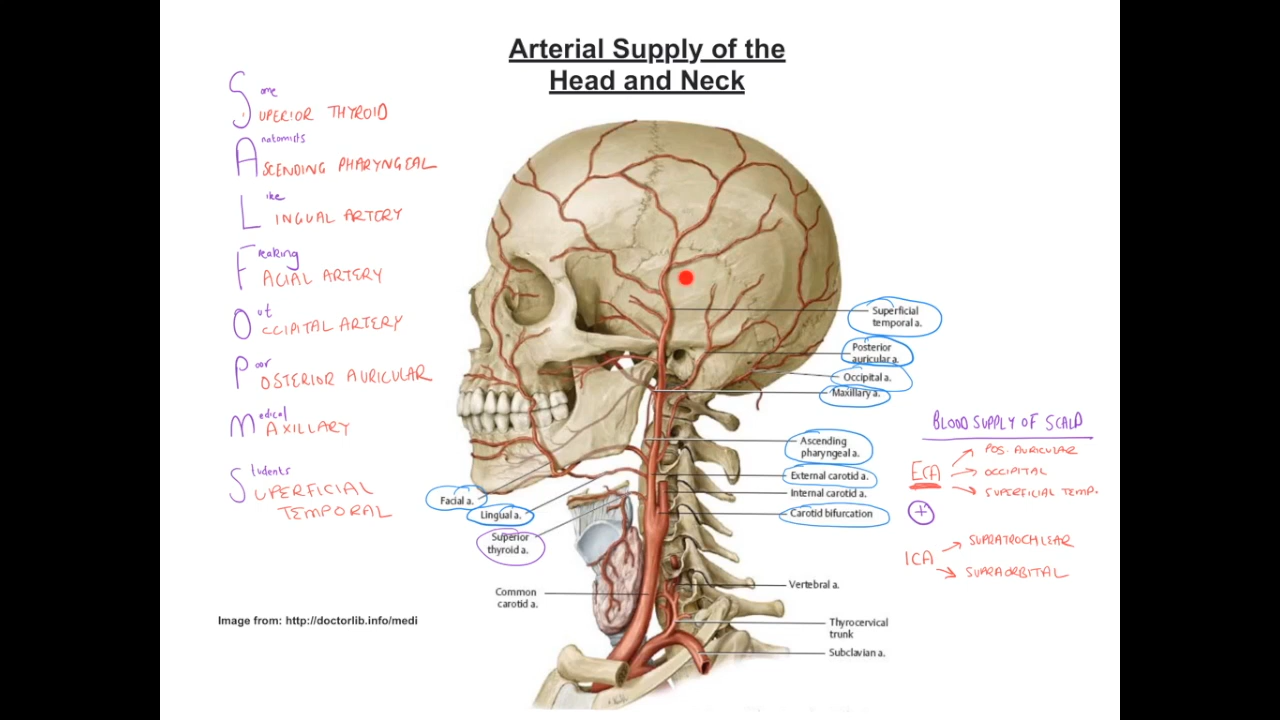 Arterial Supply of the
Head and Neck
Some
SUPERIOR THYROID
Anatomists
ASCENDING PHARYNGEAL
Like
LINGUAL ARTERY
Freaking
FACIAL ARTERY
Out
OCCIPITAL ARTERY
Poor
POSTERIOR AURICULAR
Medical
MAXILLARY
Students
SUPERFICIAL
TEMPORAL
Superficial
temporal a.
Posterior
auricular a.
Occipital a.
Maxillary a.
Ascending
pharyngeal a.
External carotid a.
Internal carotid a.
Carotid bifurcation
Facial a.
Lingual a.
Superior
thyroid a.
Common
carotid a.
Vertebral a.
Thyrocervical
trunk
Subclavian a.
BLOOD SUPPLY OF SCALP
POS. AURICULAR
ECA OCCIPITAL
SUPERFICIAL TEMP.
+
SUPRATROCHLEAR
ICA
SUPRAORBITAL
Image from: http://doctorlib.info/medi